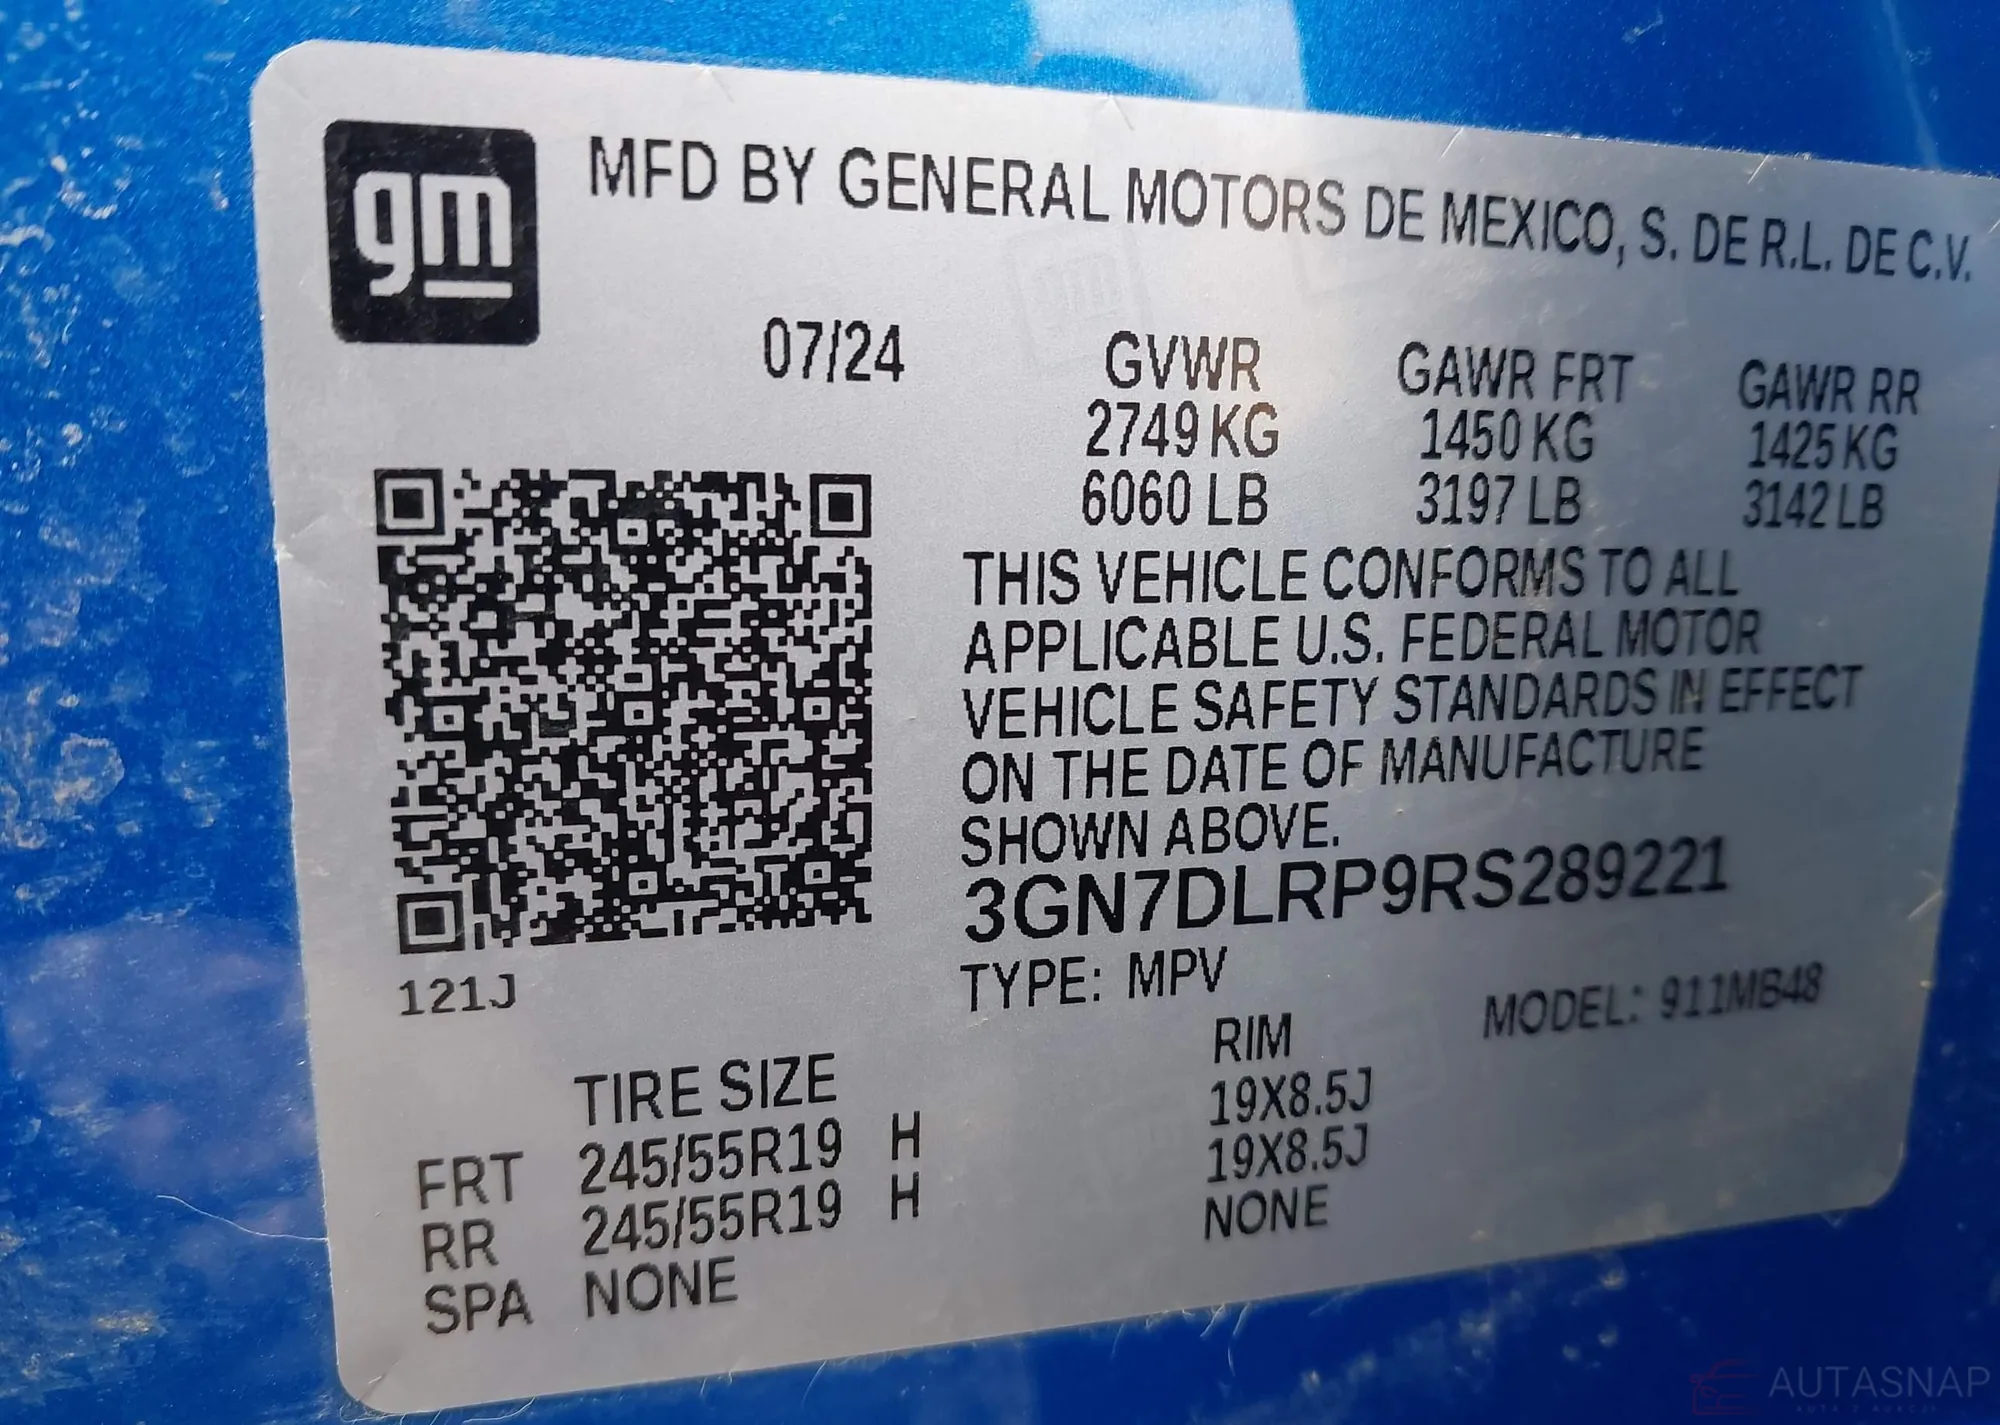 gm
MFD BY GENERAL MOTORS DE MEXICO, S. DE R.L. DE C.V.
07/24
GVWR GAWR FRT GAWR RR
2749 KG 1450 KG 1425 KG
6060 LB 3197 LB 3142 LB
THIS VEHICLE CONFORMS TO ALL
APPLICABLE U.S. FEDERAL MOTOR
VEHICLE SAFETY STANDARDS IN EFFECT
ON THE DATE OF MANUFACTURE
SHOWN ABOVE.
3GN7DLRP9RS289221
121J
TYPE: MPV MODEL: 911MB48
TIRE SIZE RIM
FRT 245/55R19 H 19X8.5J
RR 245/55R19 H 19X8.5J
SPA NONE NONE
AUTASNAP
AUTA Z AUKCJI